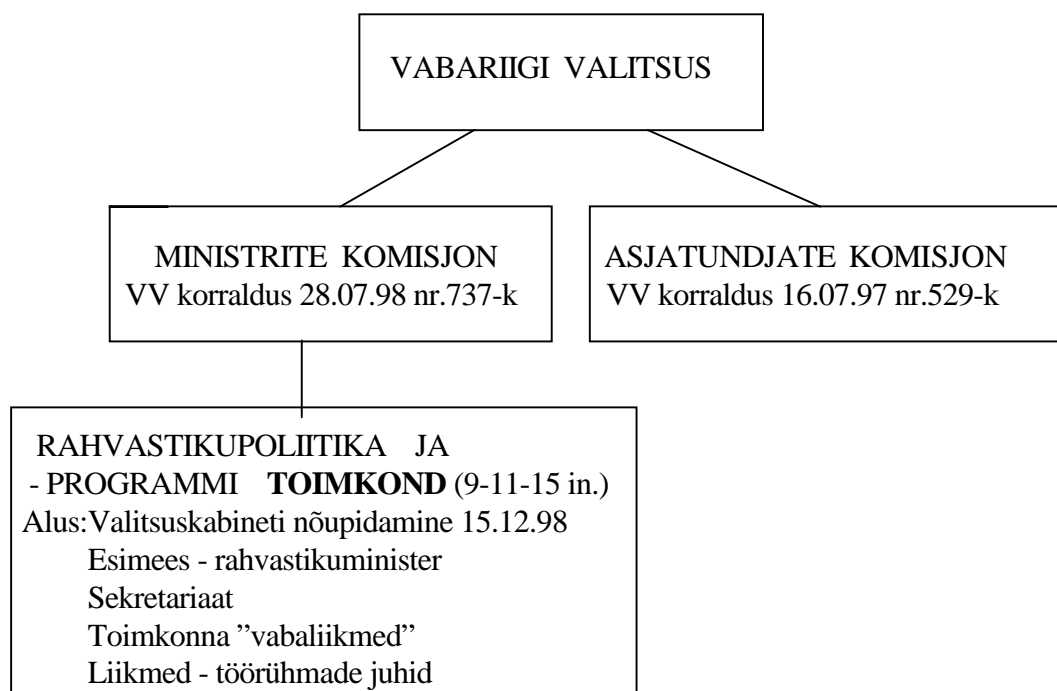 VABARIIGI VALITSUS
MINISTRITE KOMISJON
VV korraldus 28.07.98 nr.737-k
ASJATUNDJATE KOMISJON
VV korraldus 16.07.97 nr.529-k
RAHVASTIKUPOLIITIKA JA
- PROGRAMMI TOIMKOND (9-11-15 in.)
Alus:Valitsuskabineti nõupidamine 15.12.98
Esimees - rahvastikuminister
Sekretariaat
Toimkonna ”vabaliikmed”
Liikmed - töörühmade juhid